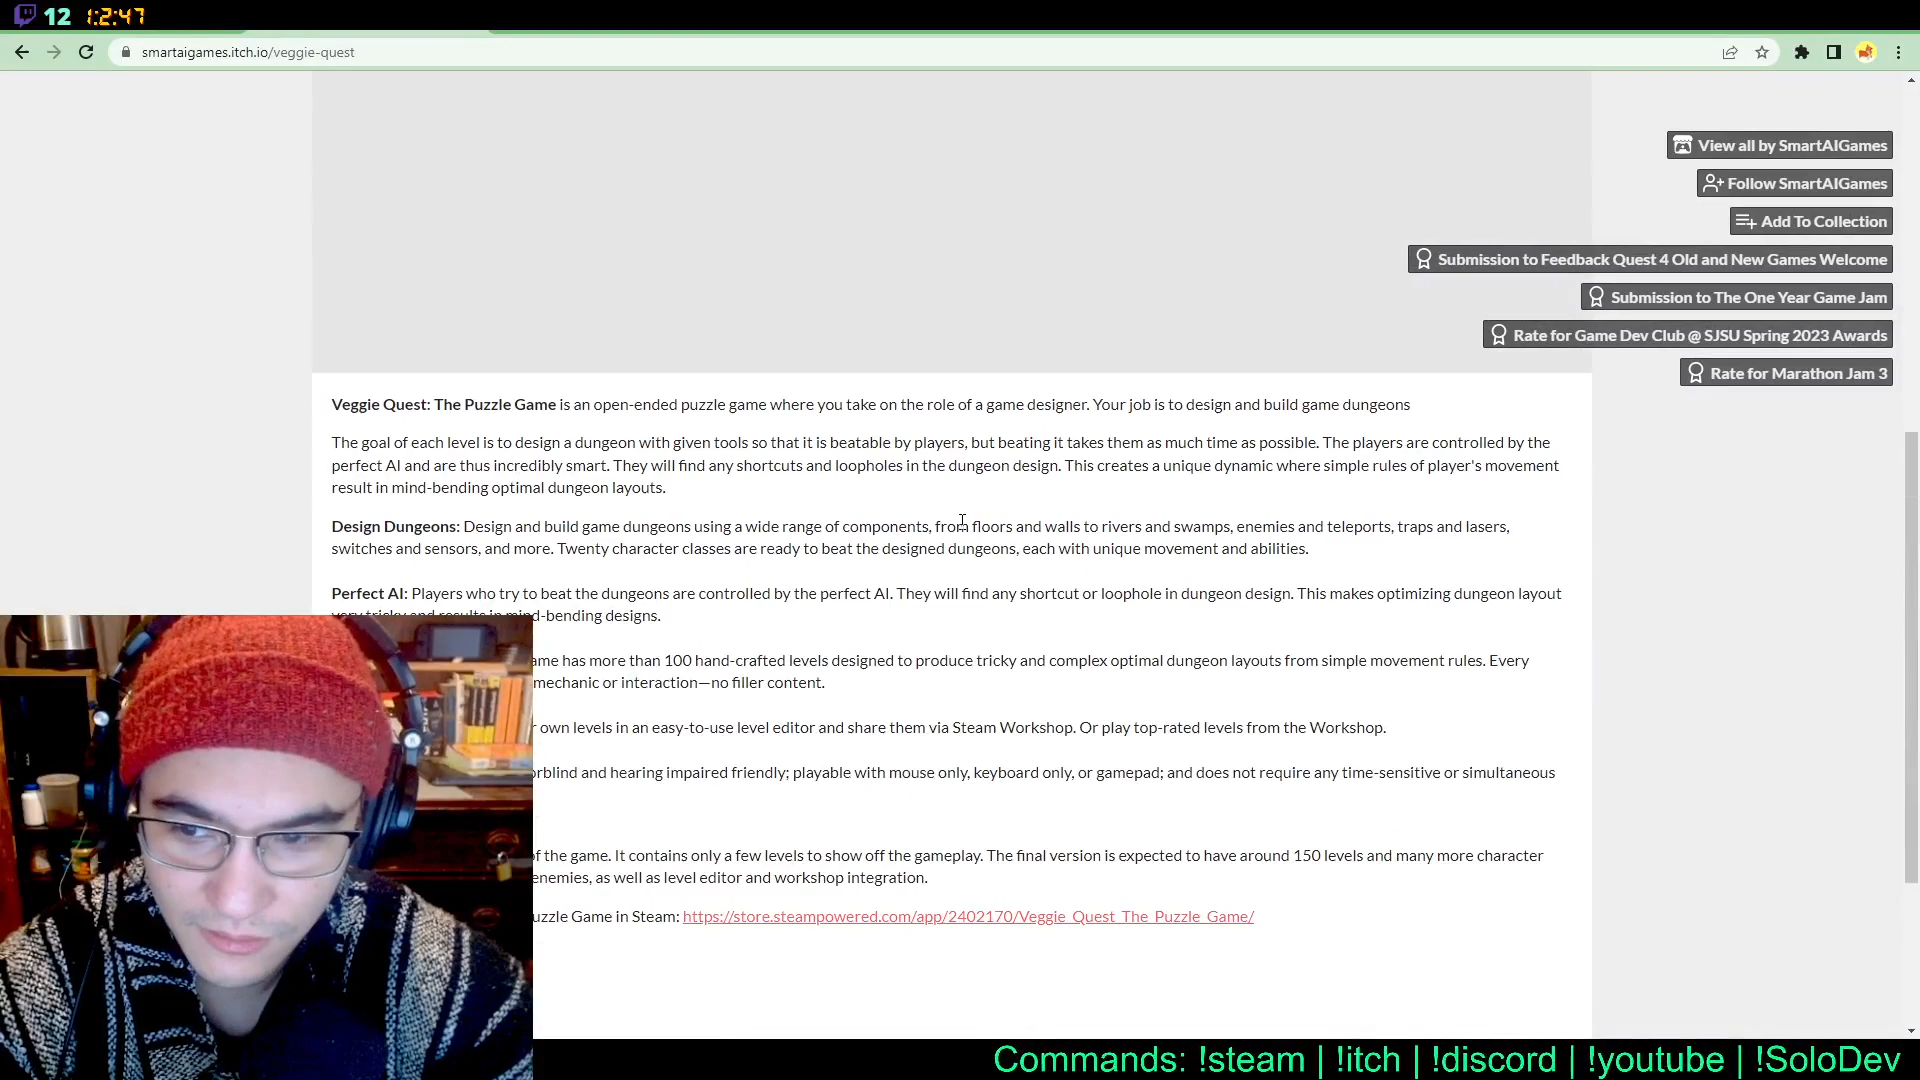 12 1:2:47
smartaigames.itch.io/veggie-quest
View all by SmartAIGames
Follow SmartAIGames
Add To Collection
Submission to Feedback Quest 4 Old and New Games Welcome
Submission to The One Year Game Jam
Rate for Game Dev Club @ SJSU Spring 2023 Awards
Rate for Marathon Jam 3
Veggie Quest: The Puzzle Game is an open-ended puzzle game where you take on the role of a game designer. Your job is to design and build game dungeons
The goal of each level is to design a dungeon with given tools so that it is beatable by players, but beating it takes them as much time as possible. The players are controlled by the
perfect AI and are thus incredibly smart. They will find any shortcuts and loopholes in the dungeon design. This creates a unique dynamic where simple rules of player's movement
result in mind-bending optimal dungeon layouts.
Design Dungeons: Design and build game dungeons using a wide range of components, from floors and walls to rivers and swamps, enemies and teleports, traps and lasers,
switches and sensors, and more. Twenty character classes are ready to beat the designed dungeons, each with unique movement and abilities.
Perfect AI: Players who try to beat the dungeons are controlled by the perfect AI. They will find any shortcut or loophole in dungeon design. This makes optimizing dungeon layout
very tricky and results in mind-bending designs.
ame has more than 100 hand-crafted levels designed to produce tricky and complex optimal dungeon layouts from simple movement rules. Every
mechanic or interaction—no filler content.
r own levels in an easy-to-use level editor and share them via Steam Workshop. Or play top-rated levels from the Workshop.
orblind and hearing impaired friendly; playable with mouse only, keyboard only, or gamepad; and does not require any time-sensitive or simultaneous
of the game. It contains only a few levels to show off the gameplay. The final version is expected to have around 150 levels and many more character
enemies, as well as level editor and workshop integration.
uzzle Game in Steam: https://store.steampowered.com/app/2402170/Veggie_Quest_The_Puzzle_Game/
Commands: !steam | !itch | !discord | !youtube | !SoloDev